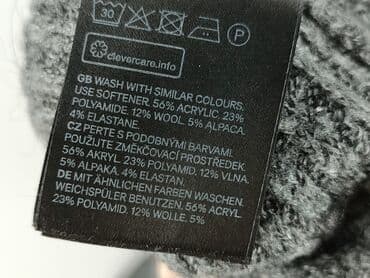 30 P
clevercare.info
GB WASH WITH SIMILAR COLOURS.
USE SOFTENER. 56% ACRYLIC. 23%
POLYAMIDE. 12% WOOL. 5% ALPACA.
4% ELASTANE.
CZ PERTE S PODOBNÝMI BARVAMI.
POUŽIJTE ZMĚKČOVACÍ PROSTŘEDEK.
56% AKRYL. 23% POLYAMID. 12% VLNA.
5% ALPAKA. 4% ELASTAN.
DE MIT ÄHNLICHEN FARBEN WASCHEN.
WEICHSPÜLER BENUTZEN. 56% ACRYL.
23% POLYAMID. 12% WOLLE. 5%